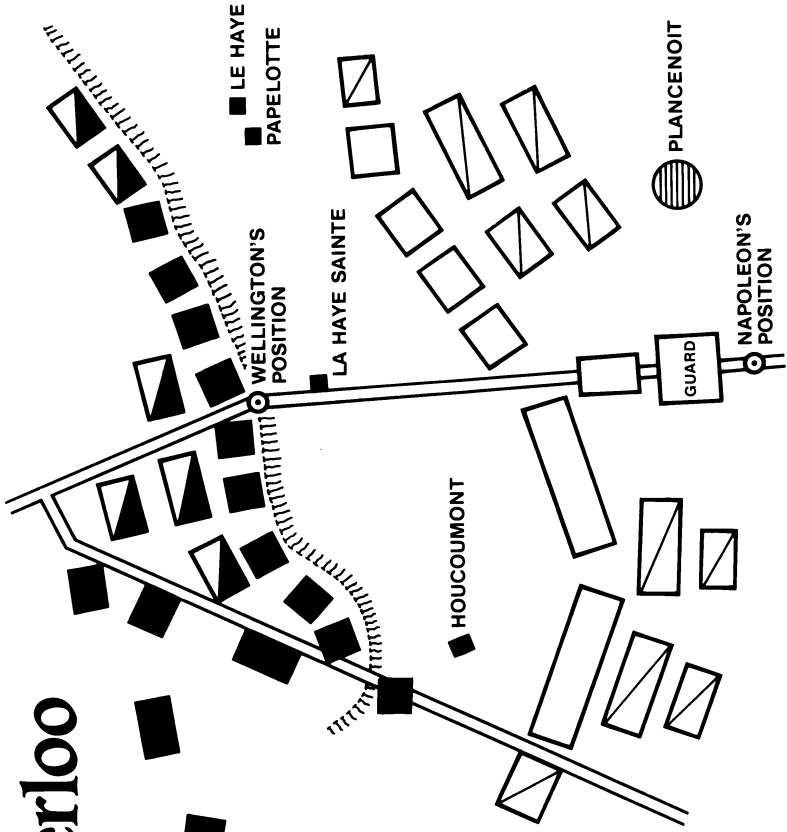 erloo
LE HAYE
PAPELOTTE
PLANCENOIT
WELLINGTON'S
POSITION
LA HAYE SAINTE
NAPOLEON'S
POSITION
GUARD
HOUCOUMONT